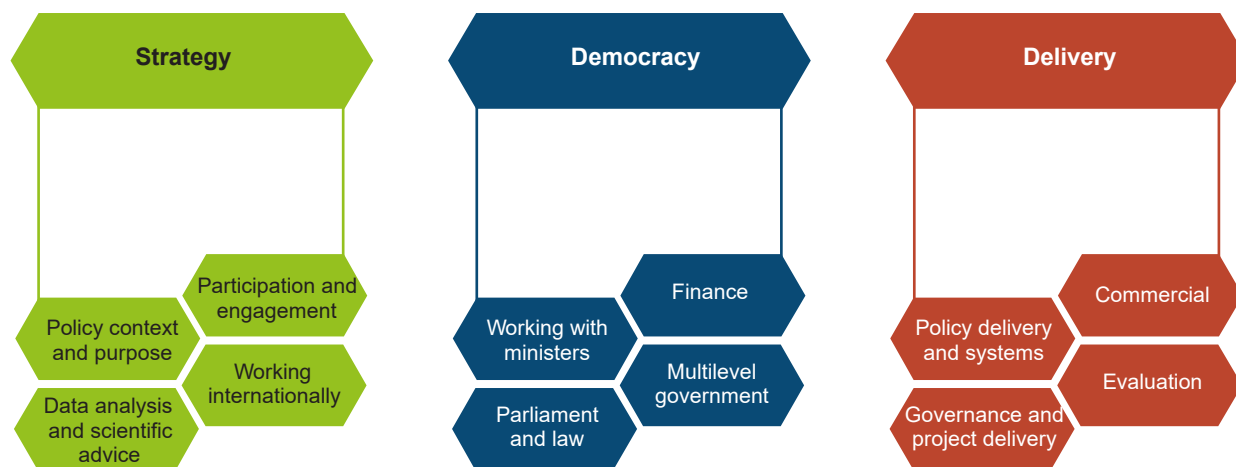 Strategy
Participation and
engagement
Policy context
and purpose
Working
internationally
Data analysis
and scientific
advice
Democracy
Finance
Working with
ministers
Multilevel
government
Parliament
and law
Delivery
Commercial
Policy delivery
and systems
Evaluation
Governance and
project delivery